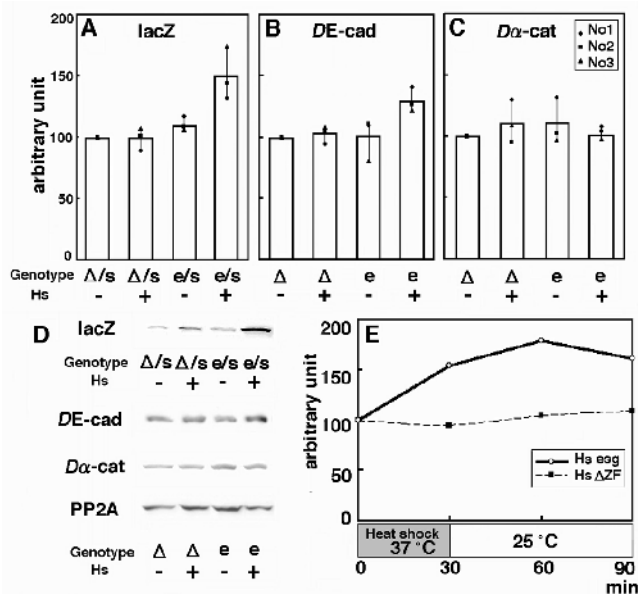 A lacZ
B DE-cad
C Dα-cat
No1
No2
No3
arbitrary unit
200
150
100
50
0
Genotype Δ/s Δ/s e/s e/s Δ Δ e e Δ Δ e e
Hs - + - + - + - + - + - +
D
lacZ
Genotype Δ/s Δ/s e/s e/s
Hs - + - +
DE-cad
Dα-cat
PP2A
Genotype Δ Δ e e
Hs - + - +
E
arbitrary unit
200
150
100
50
0
Hs esg
Hs ΔZF
Heat shock
37 °C
25 °C
0 30 60 90
min